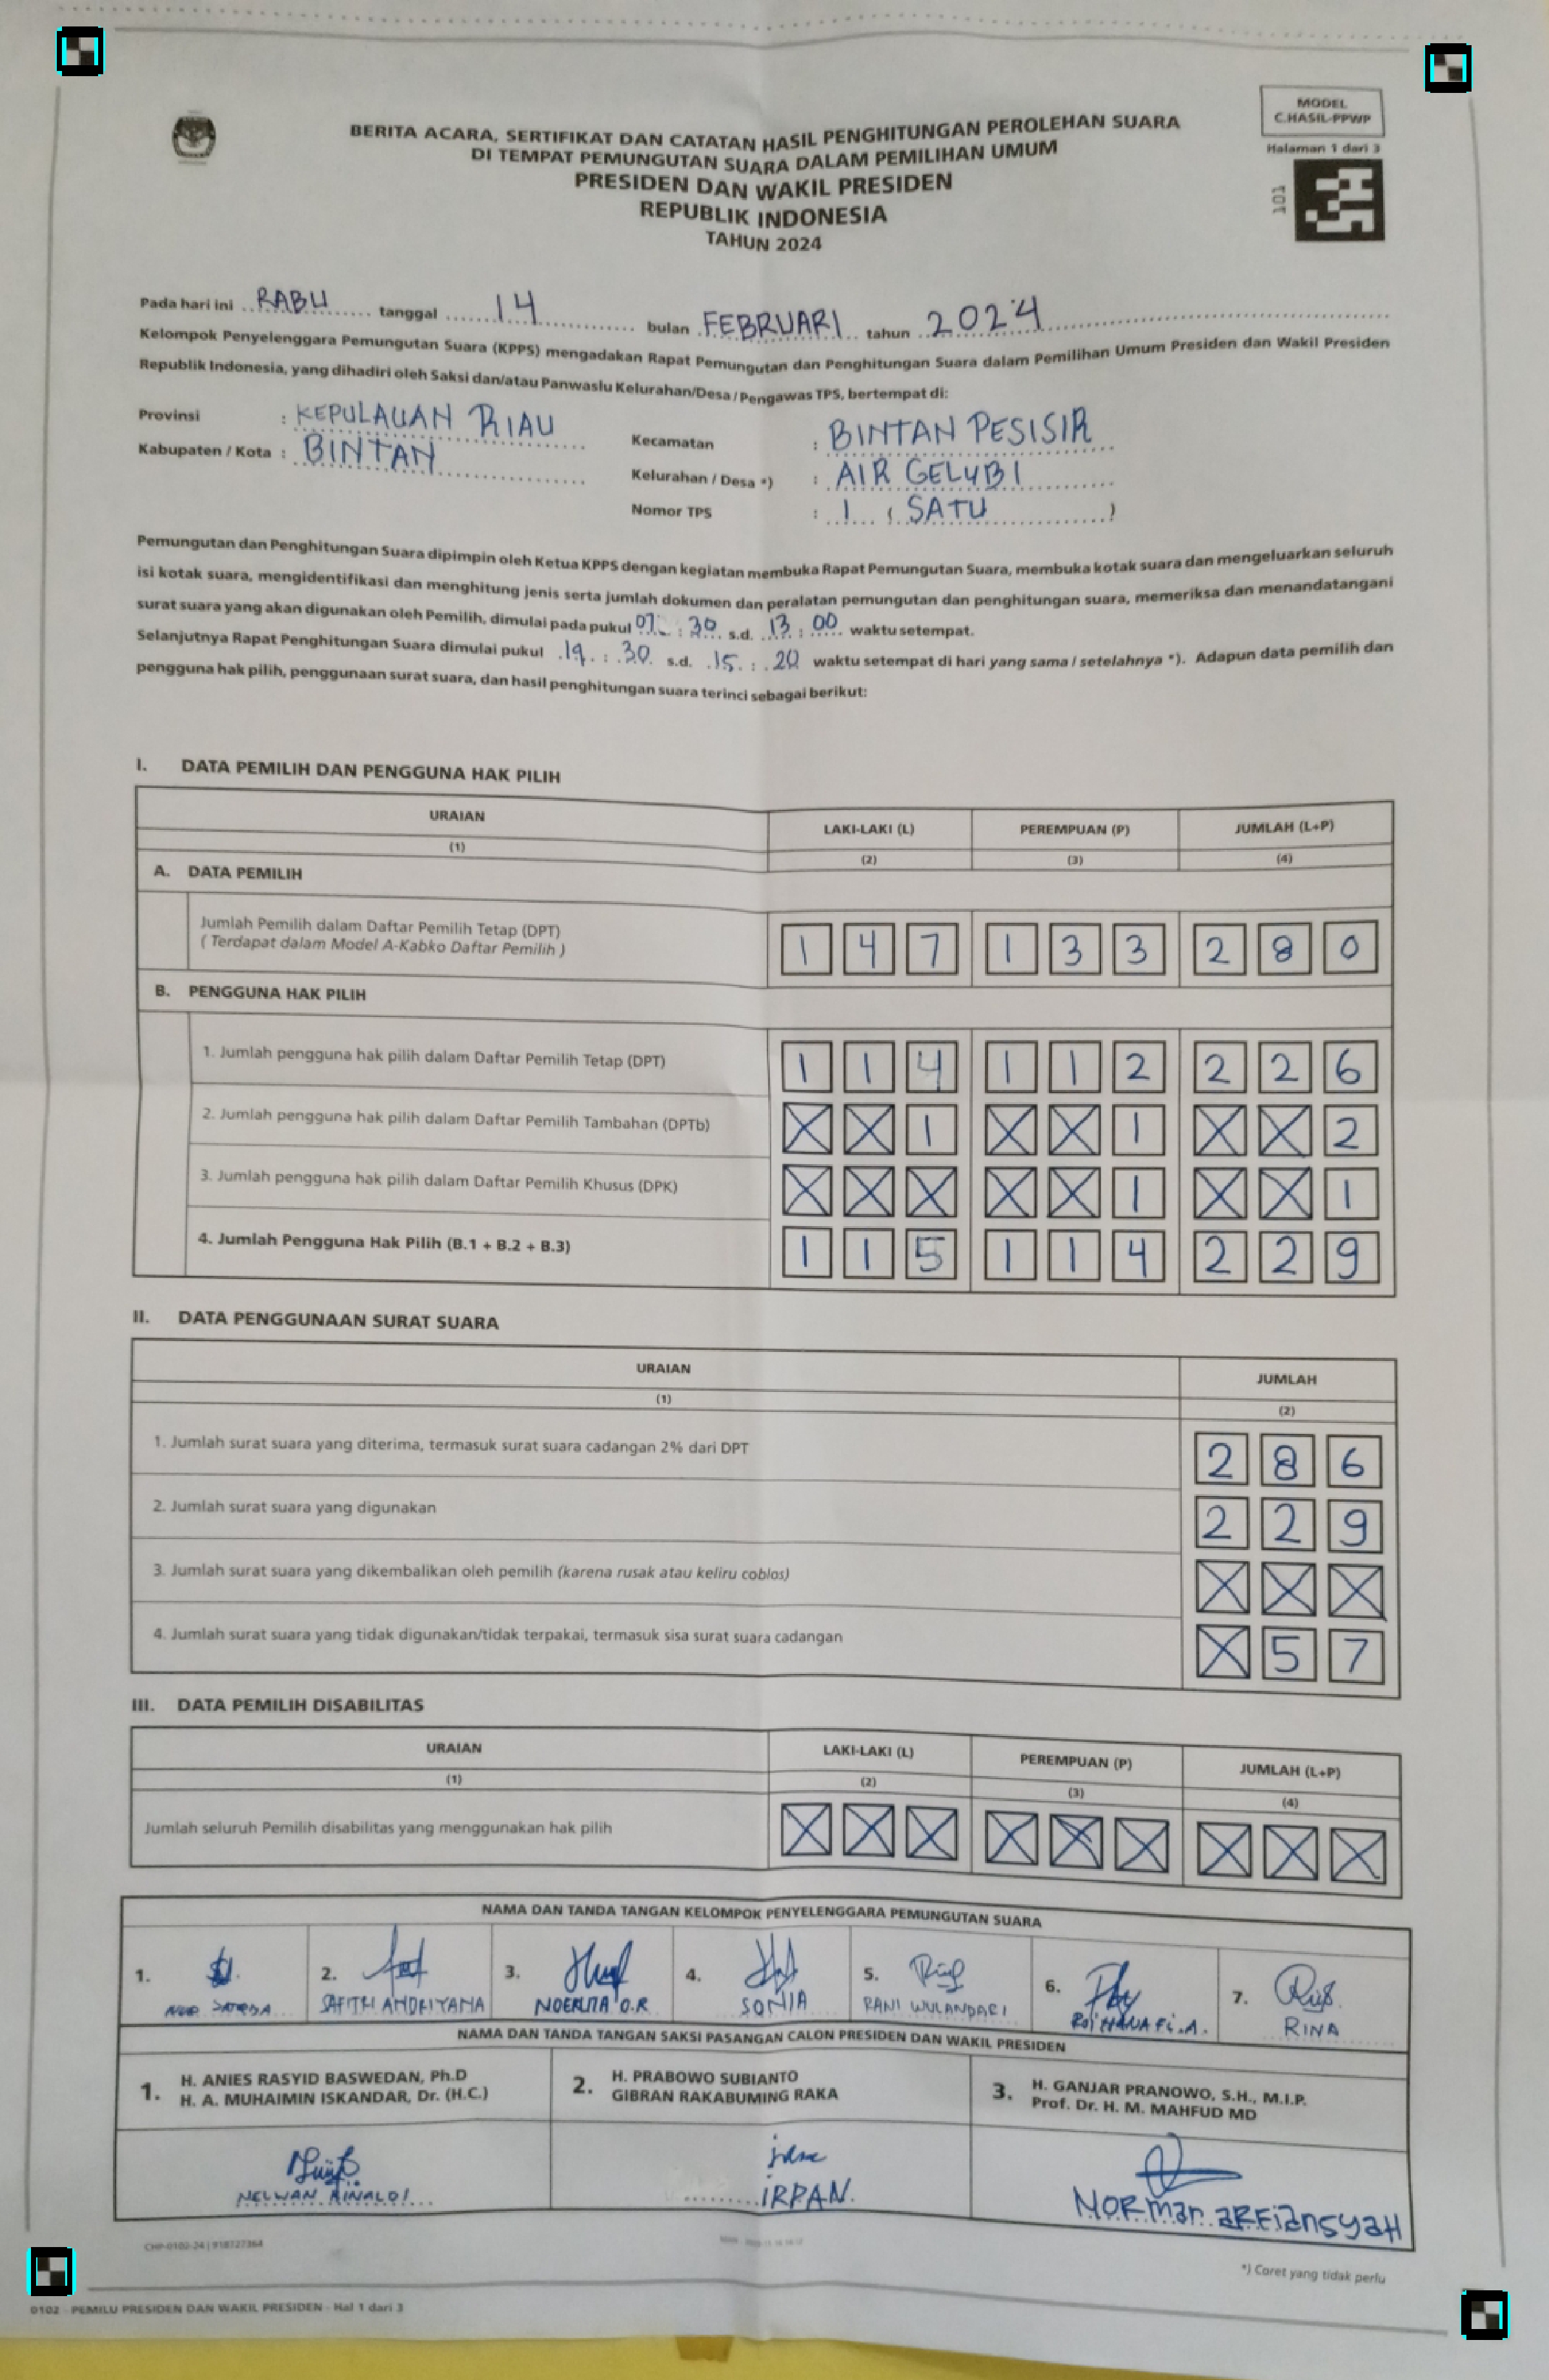 MODEL
C.HASIL-PPWP
Halaman 1 dari 3
101
BERITA ACARA, SERTIFIKAT DAN CATATAN HASIL PENGHITUNGAN PEROLEHAN SUARA
DI TEMPAT PEMUNGUTAN SUARA DALAM PEMILIHAN UMUM
PRESIDEN DAN WAKIL PRESIDEN
REPUBLIK INDONESIA
TAHUN 2024
Pada hari ini RABU tanggal 14 bulan FEBRUARI tahun 2024
Kelompok Penyelenggara Pemungutan Suara (KPPS) mengadakan Rapat Pemungutan dan Penghitungan Suara dalam Pemilihan Umum Presiden dan Wakil Presiden
Republik Indonesia, yang dihadiri oleh Saksi dan/atau Panwaslu Kelurahan/Desa/Pengawas TPS, bertempat di:
Provinsi : KEPULAUAN RIAU
Kabupaten / Kota : BINTAN
Kecamatan : BINTAN PESISIR
Kelurahan / Desa *) : AIR GELUBI
Nomor TPS : 1 ( SATU )
Pemungutan dan Penghitungan Suara dipimpin oleh Ketua KPPS dengan kegiatan membuka Rapat Pemungutan Suara, membuka kotak suara dan mengeluarkan seluruh
isi kotak suara, mengidentifikasi dan menghitung jenis serta jumlah dokumen dan peralatan pemungutan dan penghitungan suara, memeriksa dan menandatangani
surat suara yang akan digunakan oleh Pemilih, dimulai pada pukul 07 : 30 s.d. 13 : 00 waktu setempat.
Selanjutnya Rapat Penghitungan Suara dimulai pukul : 30 s.d. 15 : 20 waktu setempat di hari yang sama / setelahnya *). Adapun data pemilih dan
pengguna hak pilih, penggunaan surat suara, dan hasil penghitungan suara terinci sebagai berikut:
I. DATA PEMILIH DAN PENGGUNA HAK PILIH
URAIAN LAKI-LAKI (L) PEREMPUAN (P) JUMLAH (L+P)
(1) (2) (3) (4)
A. DATA PEMILIH
Jumlah Pemilih dalam Daftar Pemilih Tetap (DPT)
( Terdapat dalam Model A-Kabko Daftar Pemilih )
1 4 7 1 3 3 2 8 0
B. PENGGUNA HAK PILIH
1. Jumlah pengguna hak pilih dalam Daftar Pemilih Tetap (DPT) 1 1 4 1 1 2 2 2 6
2. Jumlah pengguna hak pilih dalam Daftar Pemilih Tambahan (DPTb) X X 1 X X 1 X X 2
3. Jumlah pengguna hak pilih dalam Daftar Pemilih Khusus (DPK) X X X X X 1 X X 1
4. Jumlah Pengguna Hak Pilih (B.1 + B.2 + B.3) 1 1 5 1 1 4 2 2 9
II. DATA PENGGUNAAN SURAT SUARA
URAIAN JUMLAH
(1) (2)
1. Jumlah surat suara yang diterima, termasuk surat suara cadangan 2% dari DPT 2 8 6
2. Jumlah surat suara yang digunakan 2 2 9
3. Jumlah surat suara yang dikembalikan oleh pemilih (karena rusak atau keliru coblos) X X X
4. Jumlah surat suara yang tidak digunakan/tidak terpakai, termasuk sisa surat suara cadangan X 5 7
III. DATA PEMILIH DISABILITAS
URAIAN LAKI-LAKI (L) PEREMPUAN (P) JUMLAH (L+P)
(1) (2) (3) (4)
Jumlah seluruh Pemilih disabilitas yang menggunakan hak pilih X X X X X X X X X
NAMA DAN TANDA TANGAN KELOMPOK PENYELENGGARA PEMUNGUTAN SUARA
1. 2. 3. 4. 5. 6. 7.
SAFITRI ANDRIYANA NOERLITA O.R SONIA RANI WULANDARI RINA
NAMA DAN TANDA TANGAN SAKSI PASANGAN CALON PRESIDEN DAN WAKIL PRESIDEN
1. H. ANIES RASYID BASWEDAN, Ph.D
H. A. MUHAIMIN ISKANDAR, Dr. (H.C.)
2. H. PRABOWO SUBIANTO
GIBRAN RAKABUMING RAKA
3. H. GANJAR PRANOWO, S.H., M.I.P.
Prof. Dr. H. M. MAHFUD MD
NELWAN RINALDI
IRPAN.
NORMan aRFiansyaH
CHP-0102-24 | 918727364
*) Coret yang tidak perlu
0102 - PEMILU PRESIDEN DAN WAKIL PRESIDEN - Hal 1 dari 3